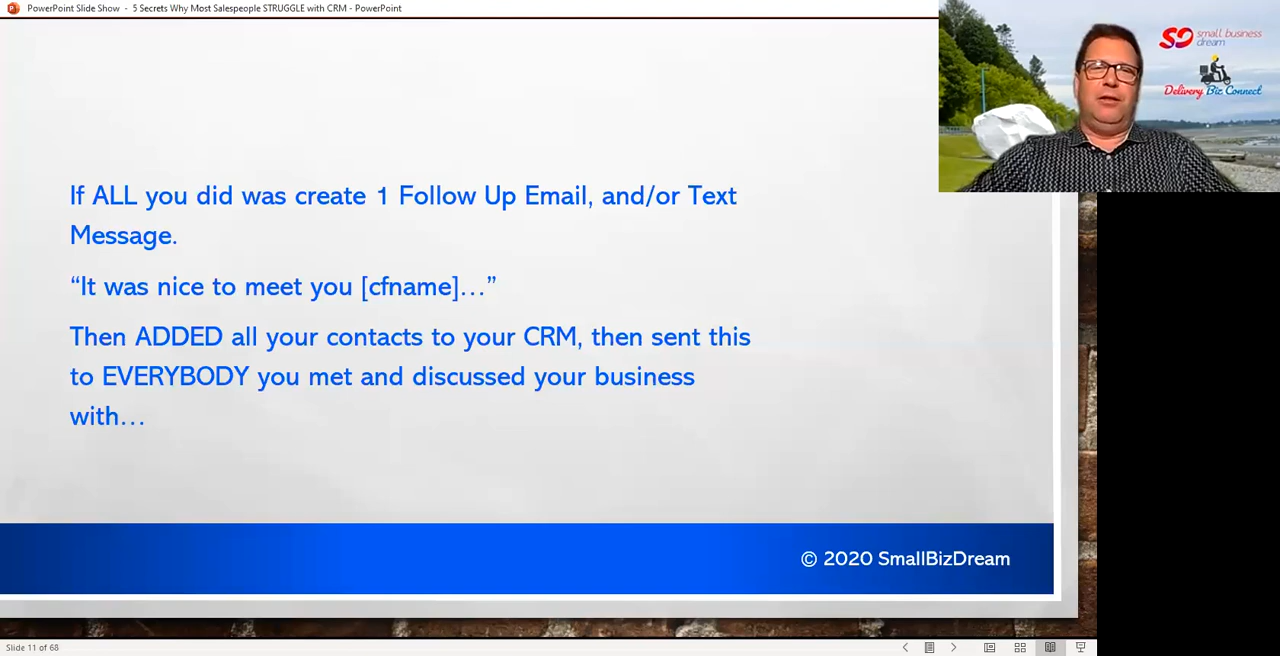 PowerPoint Slide Show - 5 Secrets Why Most Salespeople STRUGGLE with CRM - PowerPoint
small business
dream
Delivery Biz Connect
If ALL you did was create 1 Follow Up Email, and/or Text
Message.
“It was nice to meet you [cfname]…”
Then ADDED all your contacts to your CRM, then sent this
to EVERYBODY you met and discussed your business
with…
© 2020 SmallBizDream
Slide 11 of 68